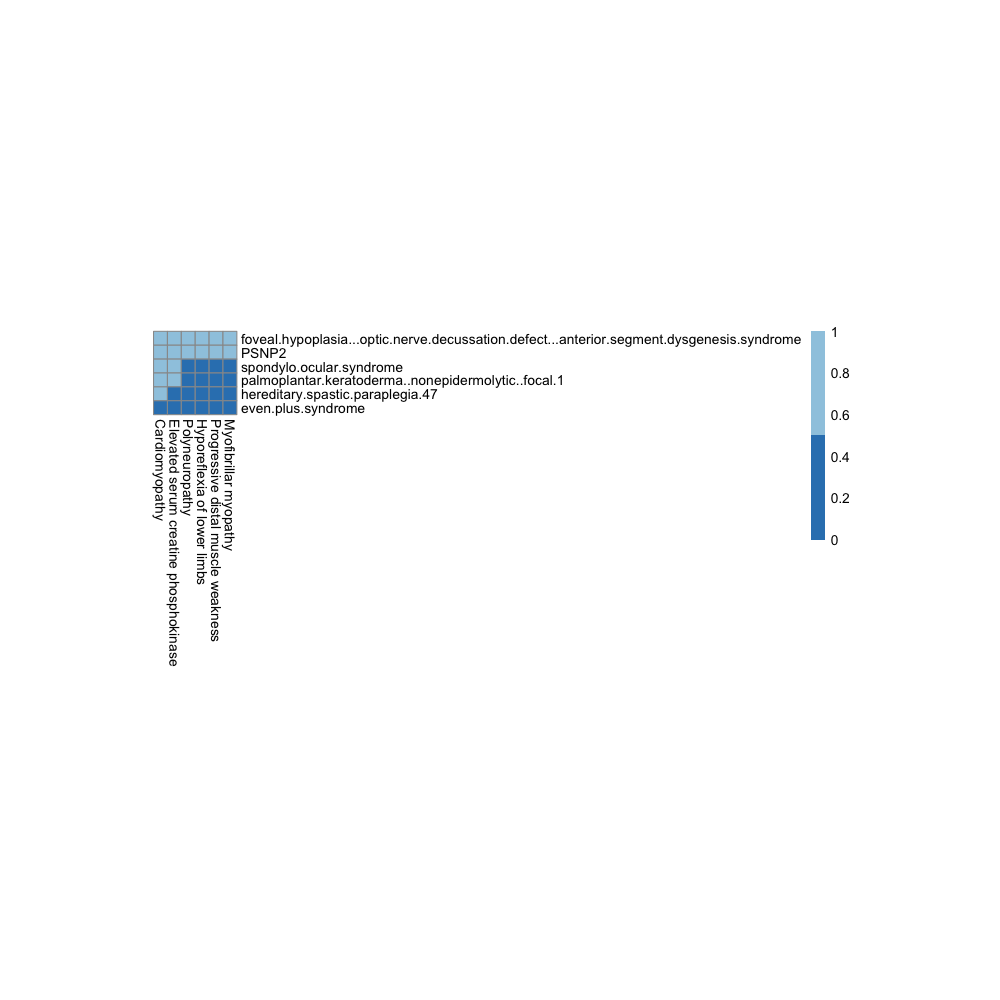 foveal.hypoplasia...optic.nerve.decussation.defect...anterior.segment.dysgenesis.syndrome
PSNP2
spondylo.ocular.syndrome
palmoplantar.keratoderma..nonepidermolytic..focal.1
hereditary.spastic.paraplegia.47
even.plus.syndrome
Cardiomyopathy
Elevated serum creatine phosphokinase
Polyneuropathy
Hyporeflexia of lower limbs
Progressive distal muscle weakness
Myofibrillar myopathy
1
0.8
0.6
0.4
0.2
0